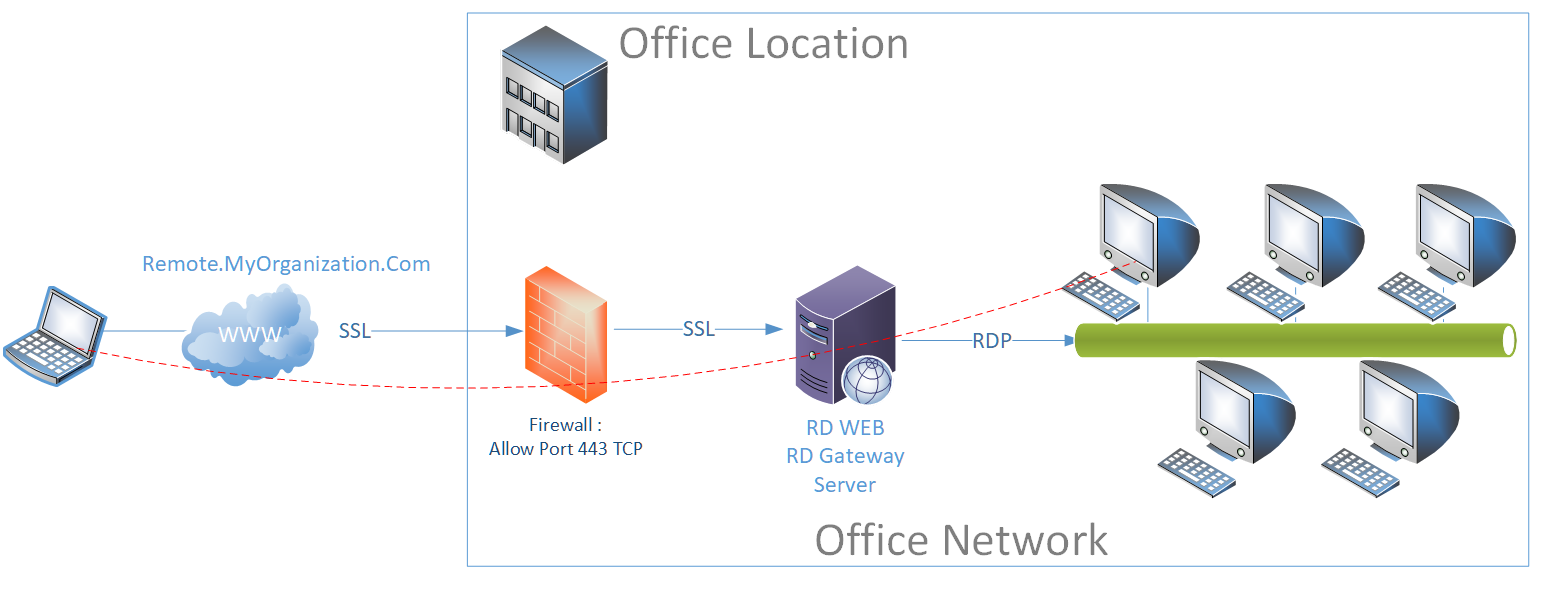 Office Location
Remote.MyOrganization.Com
www
SSL
SSL
RDP
Firewall :
Allow Port 443 TCP
RD WEB
RD Gateway
Server
Office Network